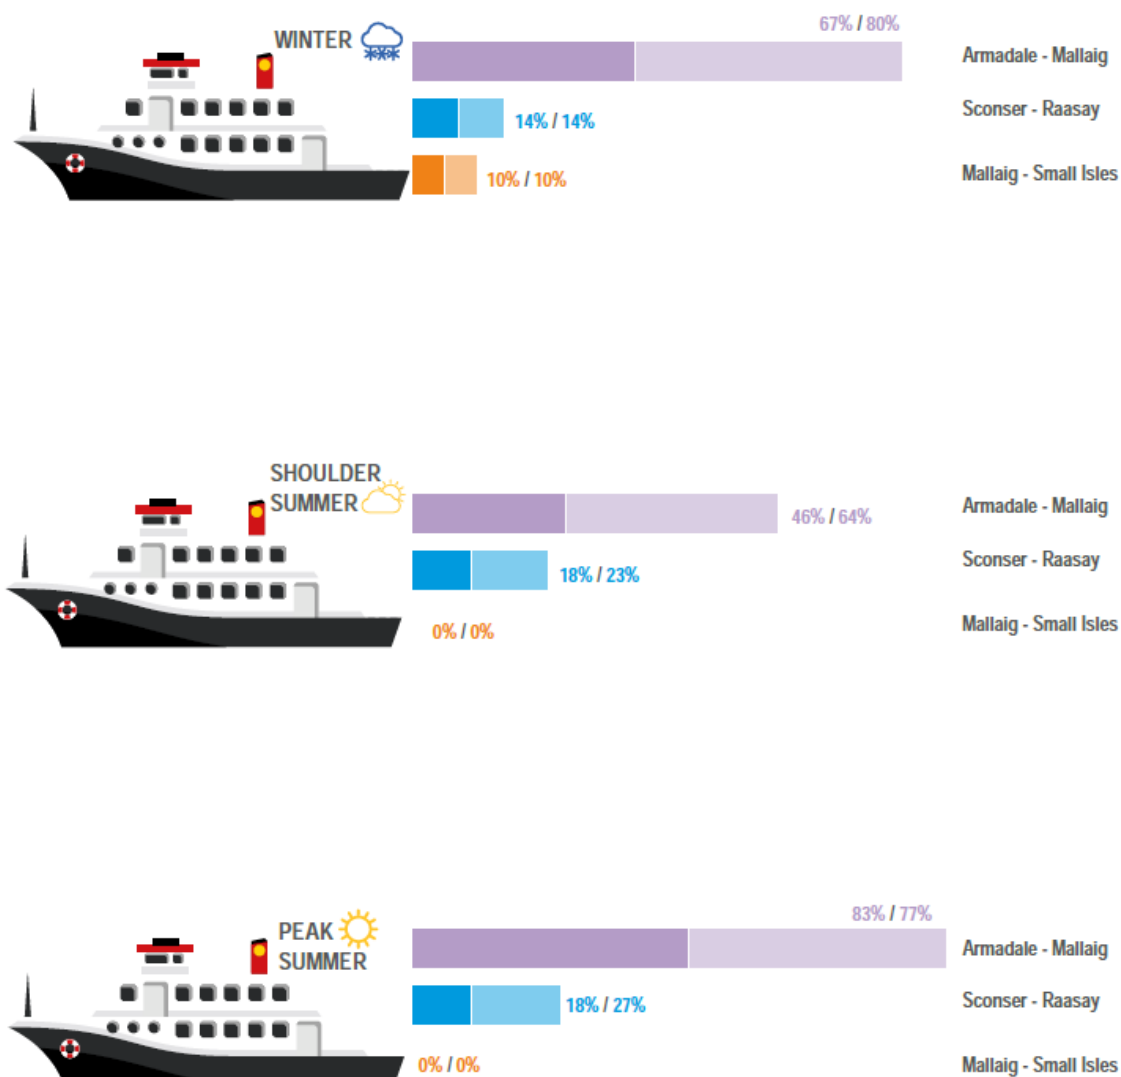 67% / 80%
WINTER
Armadale - Mallaig
Sconser - Raasay
14% / 14%
Mallaig - Small Isles
10% / 10%
SHOULDER
SUMMER
Armadale - Mallaig
46% / 64%
Sconser - Raasay
18% / 23%
Mallaig - Small Isles
0% / 0%
83% / 77%
PEAK
SUMMER
Armadale - Mallaig
Sconser - Raasay
18% / 27%
Mallaig - Small Isles
0% / 0%